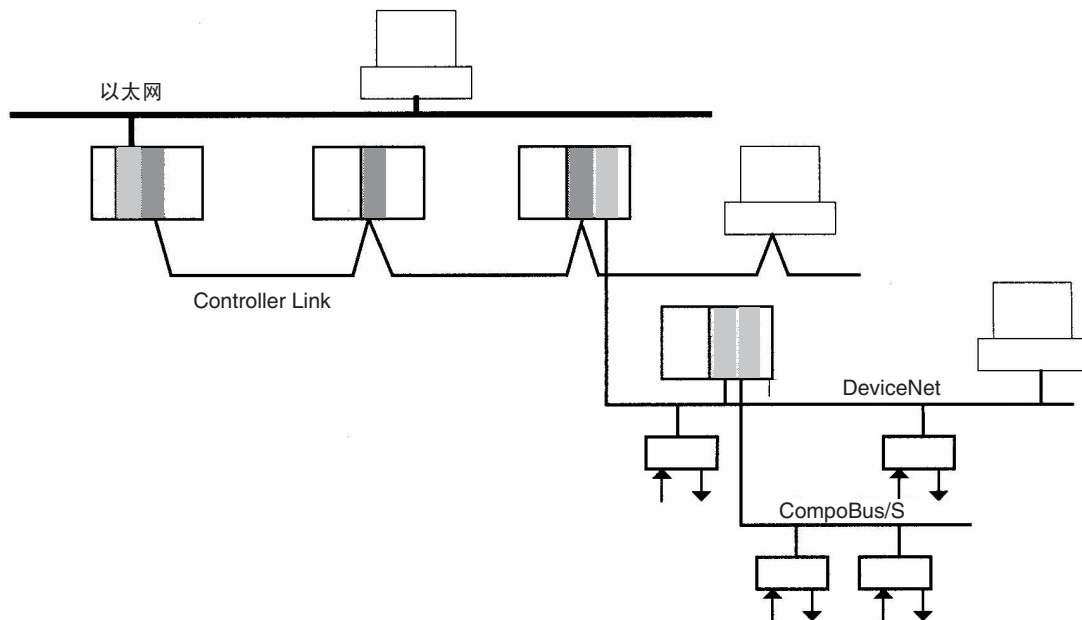 以太网
Controller Link
DeviceNet
CompoBus/S